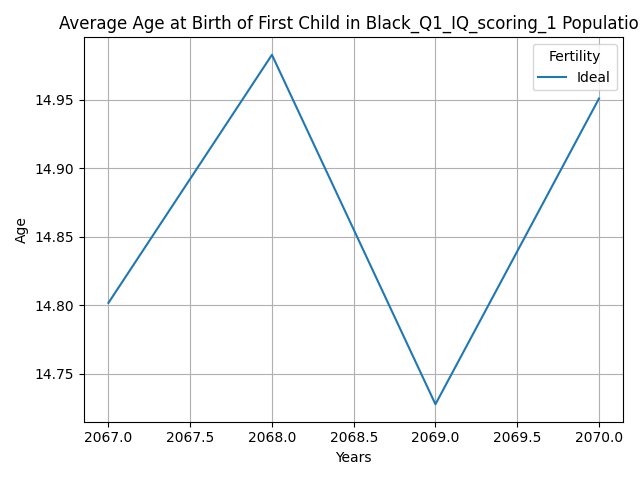 Average Age at Birth of First Child in Black_Q1_IQ_scoring_1 Populatio
Fertility
Ideal
14.95
14.90
14.85
14.80
14.75
Age
2067.0 2067.5 2068.0 2068.5 2069.0 2069.5 2070.0
Years